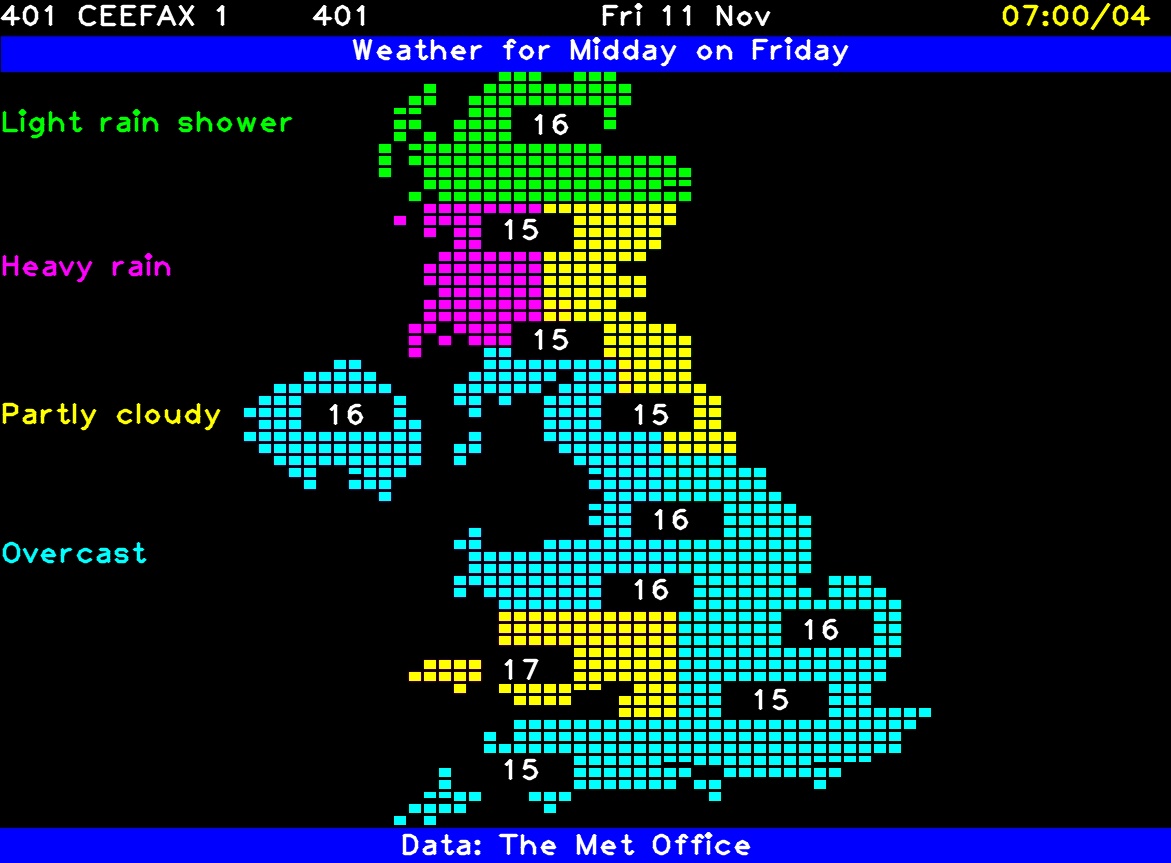 401 CEEFAX 1 401 Fri 11 Nov 07:00/04
Weather for Midday on Friday
Light rain shower
16
15
Heavy rain
15
Partly cloudy
16
15
16
Overcast
16
16
17
15
15
Data: The Met Office